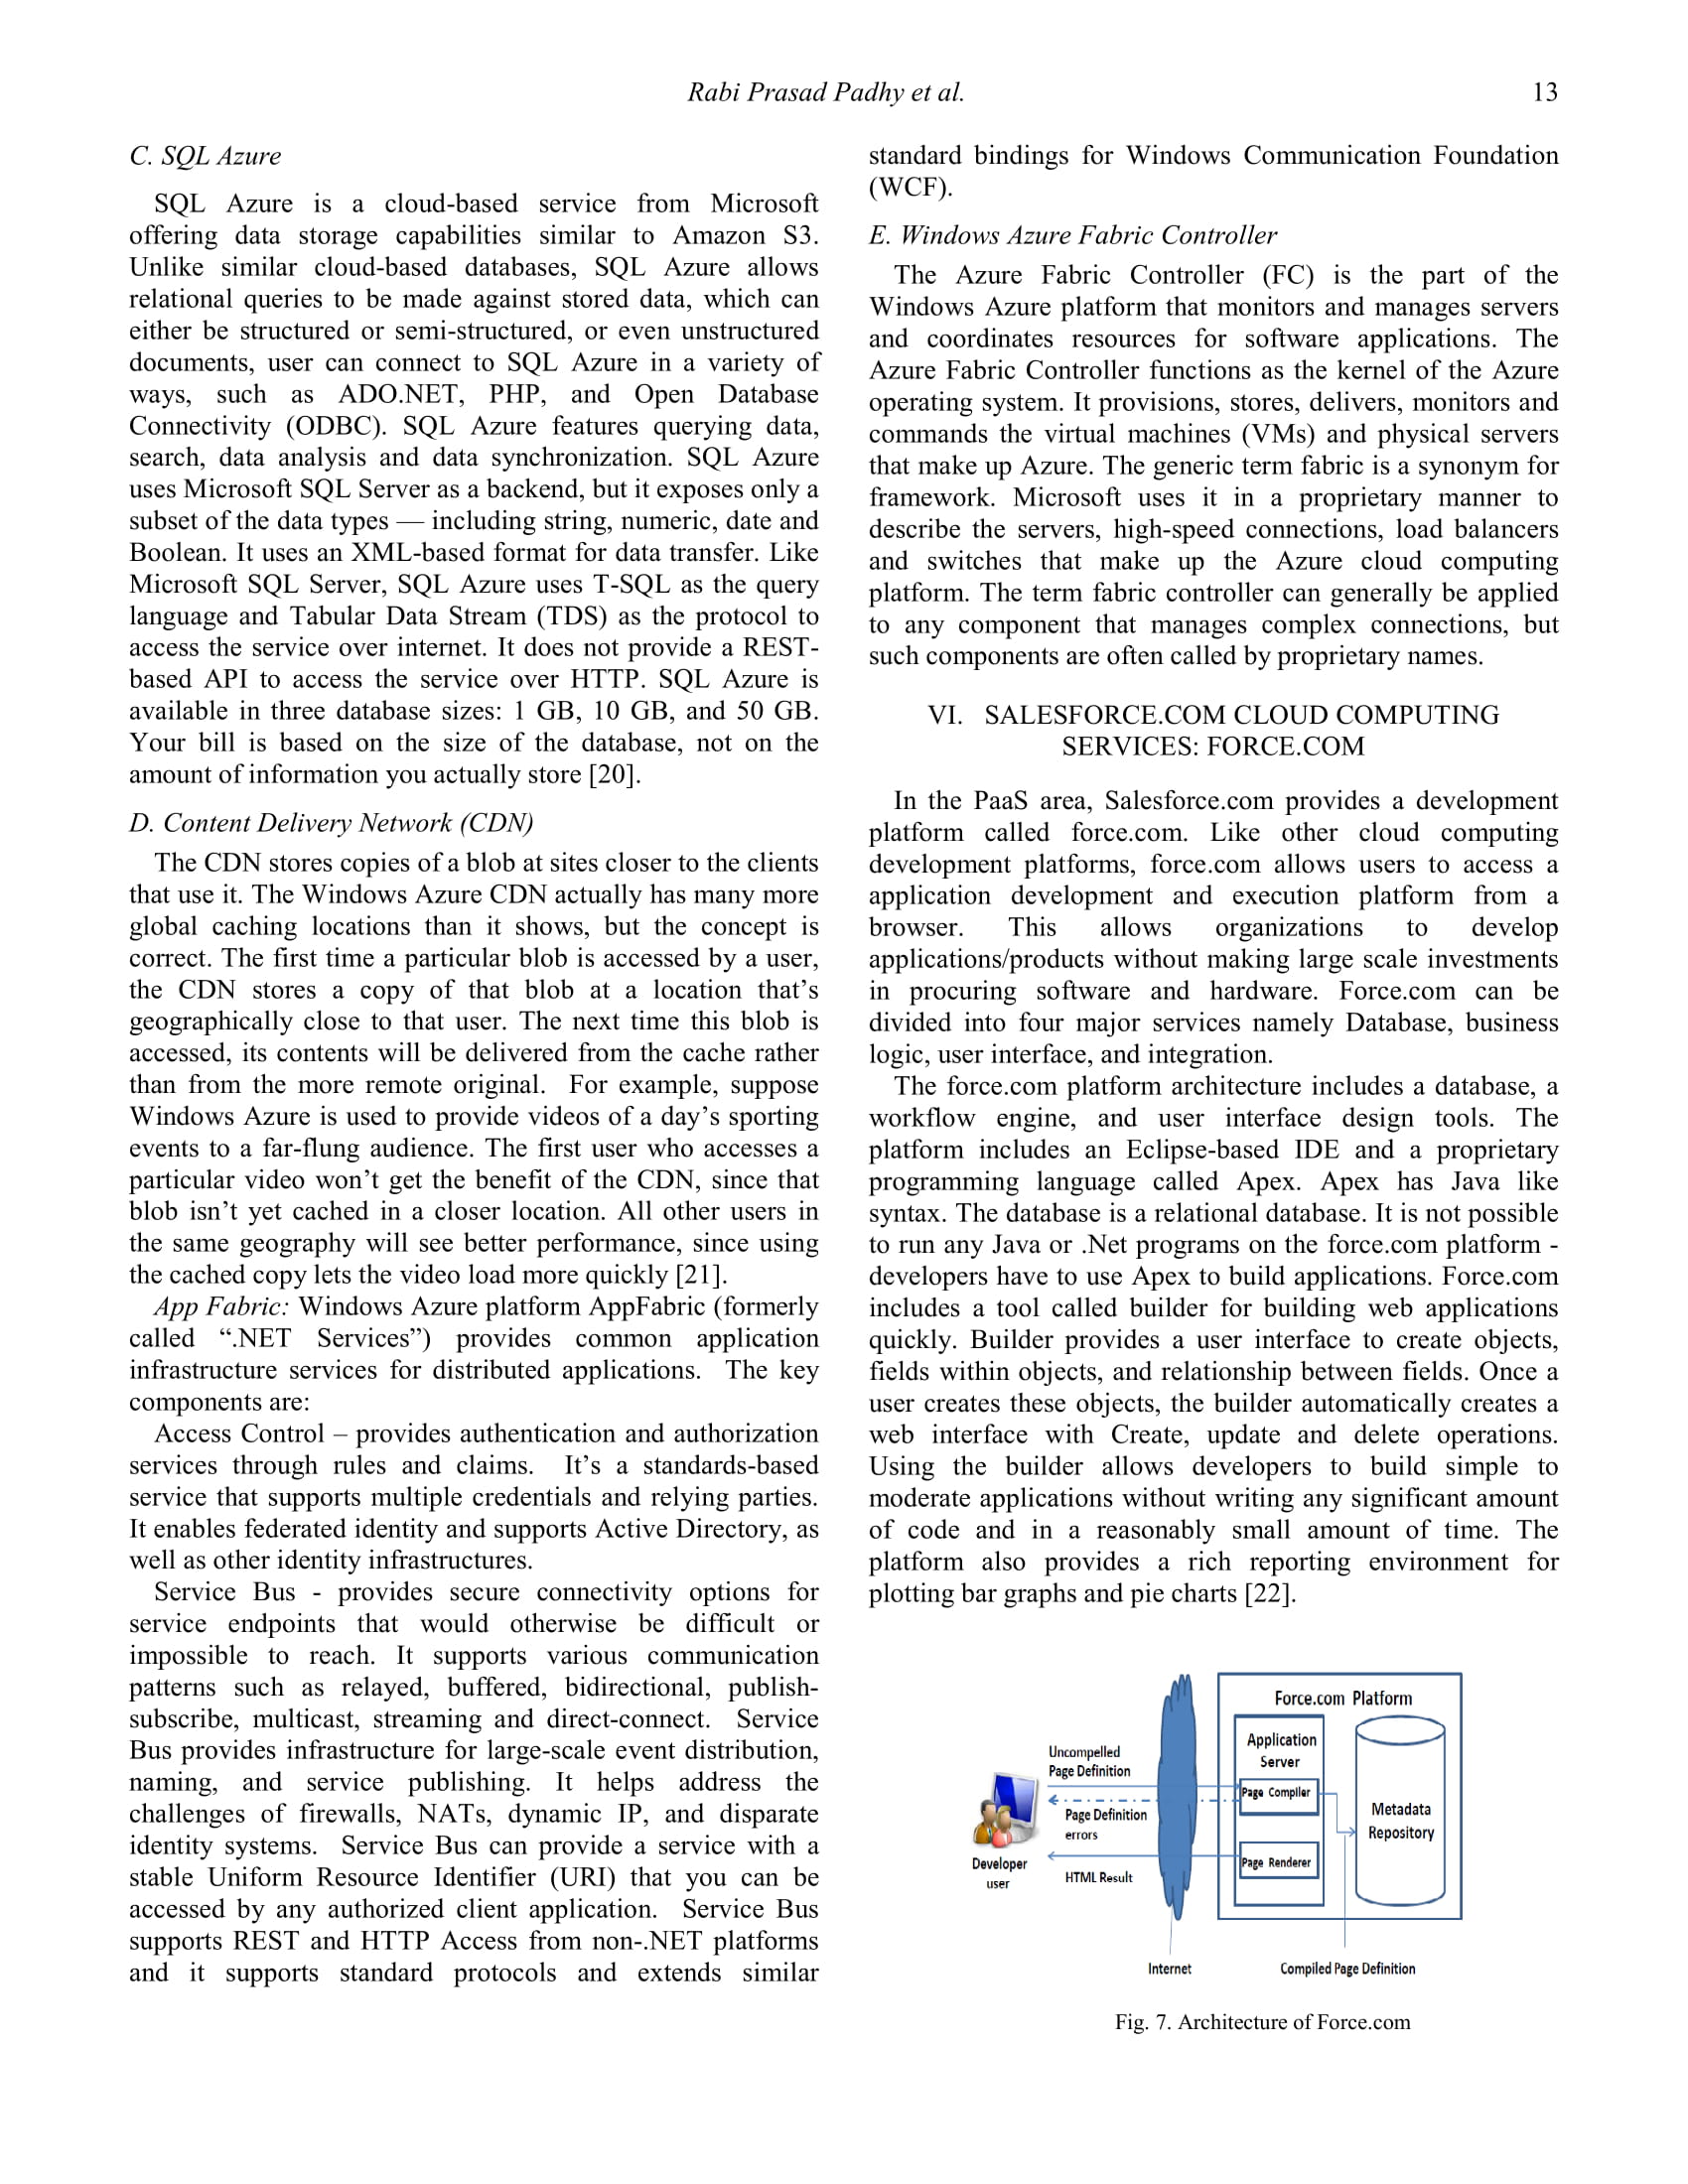 Rabi Prasad Padhy et al.
13
C. SQL Azure
SQL Azure is a cloud-based service from Microsoft
offering data storage capabilities similar to Amazon S3.
Unlike similar cloud-based databases, SQL Azure allows
relational queries to be made against stored data, which can
either be structured or semi-structured, or even unstructured
documents, user can connect to SQL Azure in a variety of
ways, such as ADO.NET, PHP, and Open Database
Connectivity (ODBC). SQL Azure features querying data,
search, data analysis and data synchronization. SQL Azure
uses Microsoft SQL Server as a backend, but it exposes only a
subset of the data types — including string, numeric, date and
Boolean. It uses an XML-based format for data transfer. Like
Microsoft SQL Server, SQL Azure uses T-SQL as the query
language and Tabular Data Stream (TDS) as the protocol to
access the service over internet. It does not provide a REST-
based API to access the service over HTTP. SQL Azure is
available in three database sizes: 1 GB, 10 GB, and 50 GB.
Your bill is based on the size of the database, not on the
amount of information you actually store [20].
D. Content Delivery Network (CDN)
The CDN stores copies of a blob at sites closer to the clients
that use it. The Windows Azure CDN actually has many more
global caching locations than it shows, but the concept is
correct. The first time a particular blob is accessed by a user,
the CDN stores a copy of that blob at a location that’s
geographically close to that user. The next time this blob is
accessed, its contents will be delivered from the cache rather
than from the more remote original. For example, suppose
Windows Azure is used to provide videos of a day’s sporting
events to a far-flung audience. The first user who accesses a
particular video won’t get the benefit of the CDN, since that
blob isn’t yet cached in a closer location. All other users in
the same geography will see better performance, since using
the cached copy lets the video load more quickly [21].
App Fabric: Windows Azure platform AppFabric (formerly
called “.NET Services”) provides common application
infrastructure services for distributed applications. The key
components are:
Access Control – provides authentication and authorization
services through rules and claims. It’s a standards-based
service that supports multiple credentials and relying parties.
It enables federated identity and supports Active Directory, as
well as other identity infrastructures.
Service Bus - provides secure connectivity options for
service endpoints that would otherwise be difficult or
impossible to reach. It supports various communication
patterns such as relayed, buffered, bidirectional, publish-
subscribe, multicast, streaming and direct-connect. Service
Bus provides infrastructure for large-scale event distribution,
naming, and service publishing. It helps address the
challenges of firewalls, NATs, dynamic IP, and disparate
identity systems. Service Bus can provide a service with a
stable Uniform Resource Identifier (URI) that you can be
accessed by any authorized client application. Service Bus
supports REST and HTTP Access from non-.NET platforms
and it supports standard protocols and extends similar
standard bindings for Windows Communication Foundation
(WCF).
E. Windows Azure Fabric Controller
The Azure Fabric Controller (FC) is the part of the
Windows Azure platform that monitors and manages servers
and coordinates resources for software applications. The
Azure Fabric Controller functions as the kernel of the Azure
operating system. It provisions, stores, delivers, monitors and
commands the virtual machines (VMs) and physical servers
that make up Azure. The generic term fabric is a synonym for
framework. Microsoft uses it in a proprietary manner to
describe the servers, high-speed connections, load balancers
and switches that make up the Azure cloud computing
platform. The term fabric controller can generally be applied
to any component that manages complex connections, but
such components are often called by proprietary names.
VI. SALESFORCE.COM CLOUD COMPUTING
SERVICES: FORCE.COM
In the PaaS area, Salesforce.com provides a development
platform called force.com. Like other cloud computing
development platforms, force.com allows users to access a
application development and execution platform from a
browser. This allows organizations to develop
applications/products without making large scale investments
in procuring software and hardware. Force.com can be
divided into four major services namely Database, business
logic, user interface, and integration.
The force.com platform architecture includes a database, a
workflow engine, and user interface design tools. The
platform includes an Eclipse-based IDE and a proprietary
programming language called Apex. Apex has Java like
syntax. The database is a relational database. It is not possible
to run any Java or .Net programs on the force.com platform -
developers have to use Apex to build applications. Force.com
includes a tool called builder for building web applications
quickly. Builder provides a user interface to create objects,
fields within objects, and relationship between fields. Once a
user creates these objects, the builder automatically creates a
web interface with Create, update and delete operations.
Using the builder allows developers to build simple to
moderate applications without writing any significant amount
of code and in a reasonably small amount of time. The
platform also provides a rich reporting environment for
plotting bar graphs and pie charts [22].
Force.com Platform
Application
Server
Uncompelled
Page Definition
Page Compiler
Page Definition
errors
Metadata
Repository
Page Renderer
Developer
user
HTML Result
Internet
Compiled Page Definition
Fig. 7. Architecture of Force.com